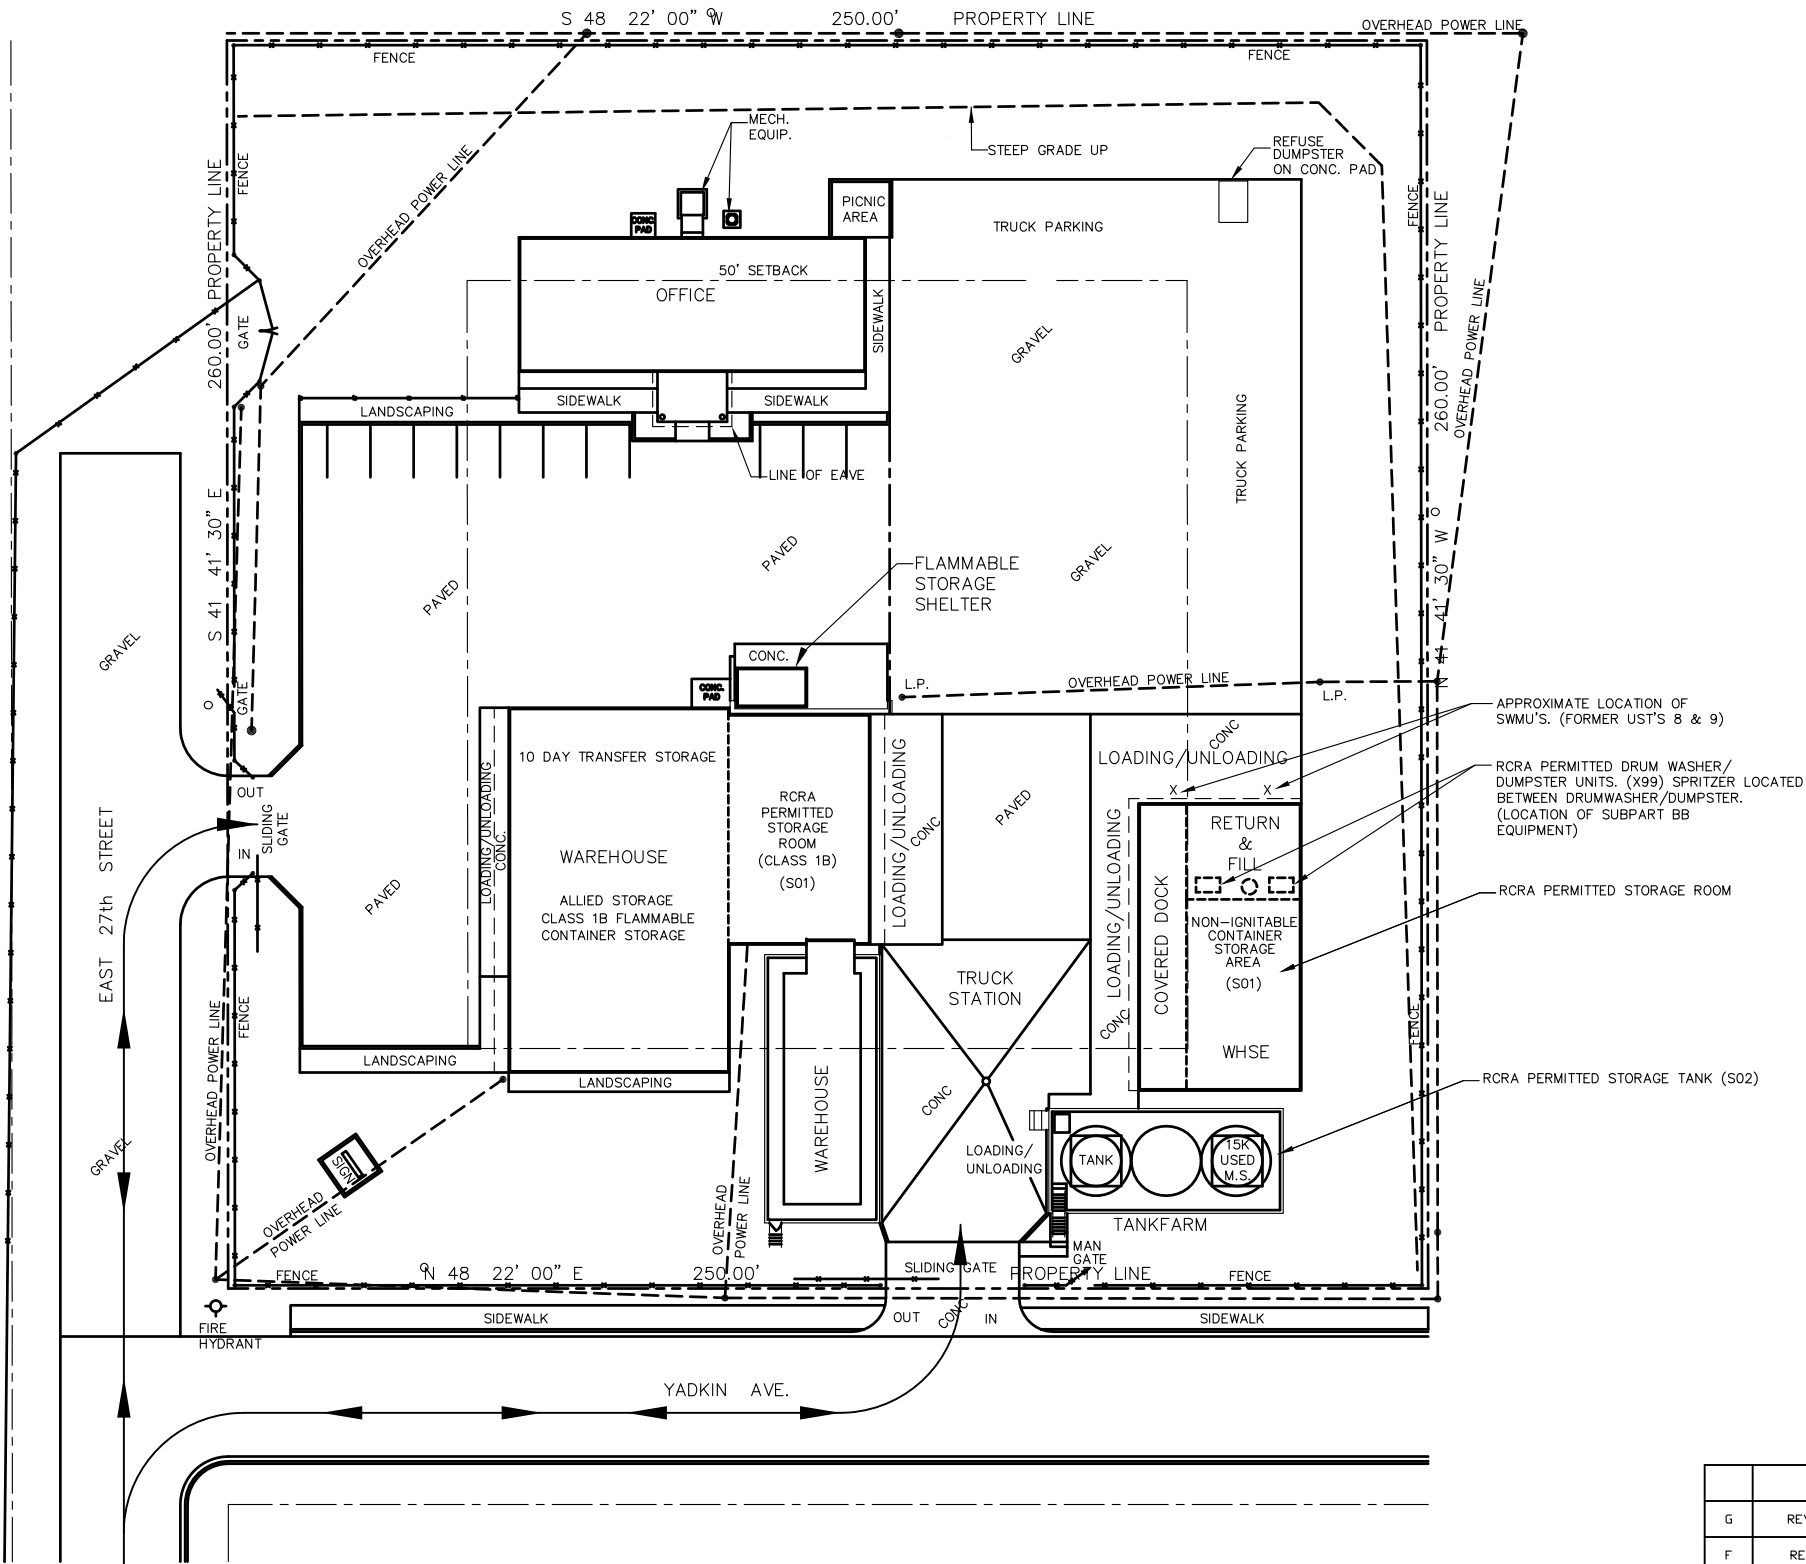 S 48 22' 00" W 250.00' PROPERTY LINE
OVERHEAD POWER LINE
FENCE
FENCE
MECH.
EQUIP.
STEEP GRADE UP
REFUSE
DUMPSTER
ON CONC. PAD
260.00' PROPERTY LINE
FENCE
OVERHEAD POWER LINE
CONC.
PAD
PICNIC
AREA
TRUCK PARKING
FENCE
PROPERTY LINE
50' SETBACK
OFFICE
SIDEWALK
GRAVEL
GATE
OVERHEAD POWER LINE
260.00'
LANDSCAPING
SIDEWALK
SIDEWALK
TRUCK PARKING
LINE OF EAVE
S 41 41' 30" E
PAVED
PAVED
GRAVEL
FLAMMABLE
STORAGE
SHELTER
N 41 41' 30" W
GRAVEL
CONC.
CONC.
PAD
L.P.
OVERHEAD POWER LINE
L.P.
GATE
APPROXIMATE LOCATION OF
SWMU'S. (FORMER UST'S 8 & 9)
10 DAY TRANSFER STORAGE
LOADING/UNLOADING
CONC.
LOADING/UNLOADING
CONC
CONC
LOADING/UNLOADING
RCRA PERMITTED DRUM WASHER/
DUMPSTER UNITS. (X99) SPRITZER LOCATED
BETWEEN DRUMWASHER/DUMPSTER.
(LOCATION OF SUBPART BB
EQUIPMENT)
X
X
OUT
SLIDING
GATE
IN
RCRA
PERMITTED
STORAGE
ROOM
(CLASS 1B)
(S01)
PAVED
RETURN
&
FILL
EAST 27th STREET
WAREHOUSE
ALLIED STORAGE
CLASS 1B FLAMMABLE
CONTAINER STORAGE
PAVED
LOADING/UNLOADING
CONC
COVERED DOCK
RCRA PERMITTED STORAGE ROOM
NON-IGNITABLE
CONTAINER
STORAGE
AREA
(S01)
TRUCK
STATION
WHSE
FENCE
OVERHEAD POWER LINE
FENCE
LANDSCAPING
LANDSCAPING
RCRA PERMITTED STORAGE TANK (S02)
WAREHOUSE
CONC
GRAVEL
SIGN
LOADING/
UNLOADING
TANK
15K
USED
M.S.
OVERHEAD
POWER LINE
OVERHEAD
POWER LINE
TANKFARM
MAN
GATE
FENCE
N 48 22' 00" E 250.00'
SLIDING GATE
PROPERTY LINE
FENCE
FIRE
HYDRANT
SIDEWALK
OUT
CONC
IN
SIDEWALK
YADKIN AVE.
G
F